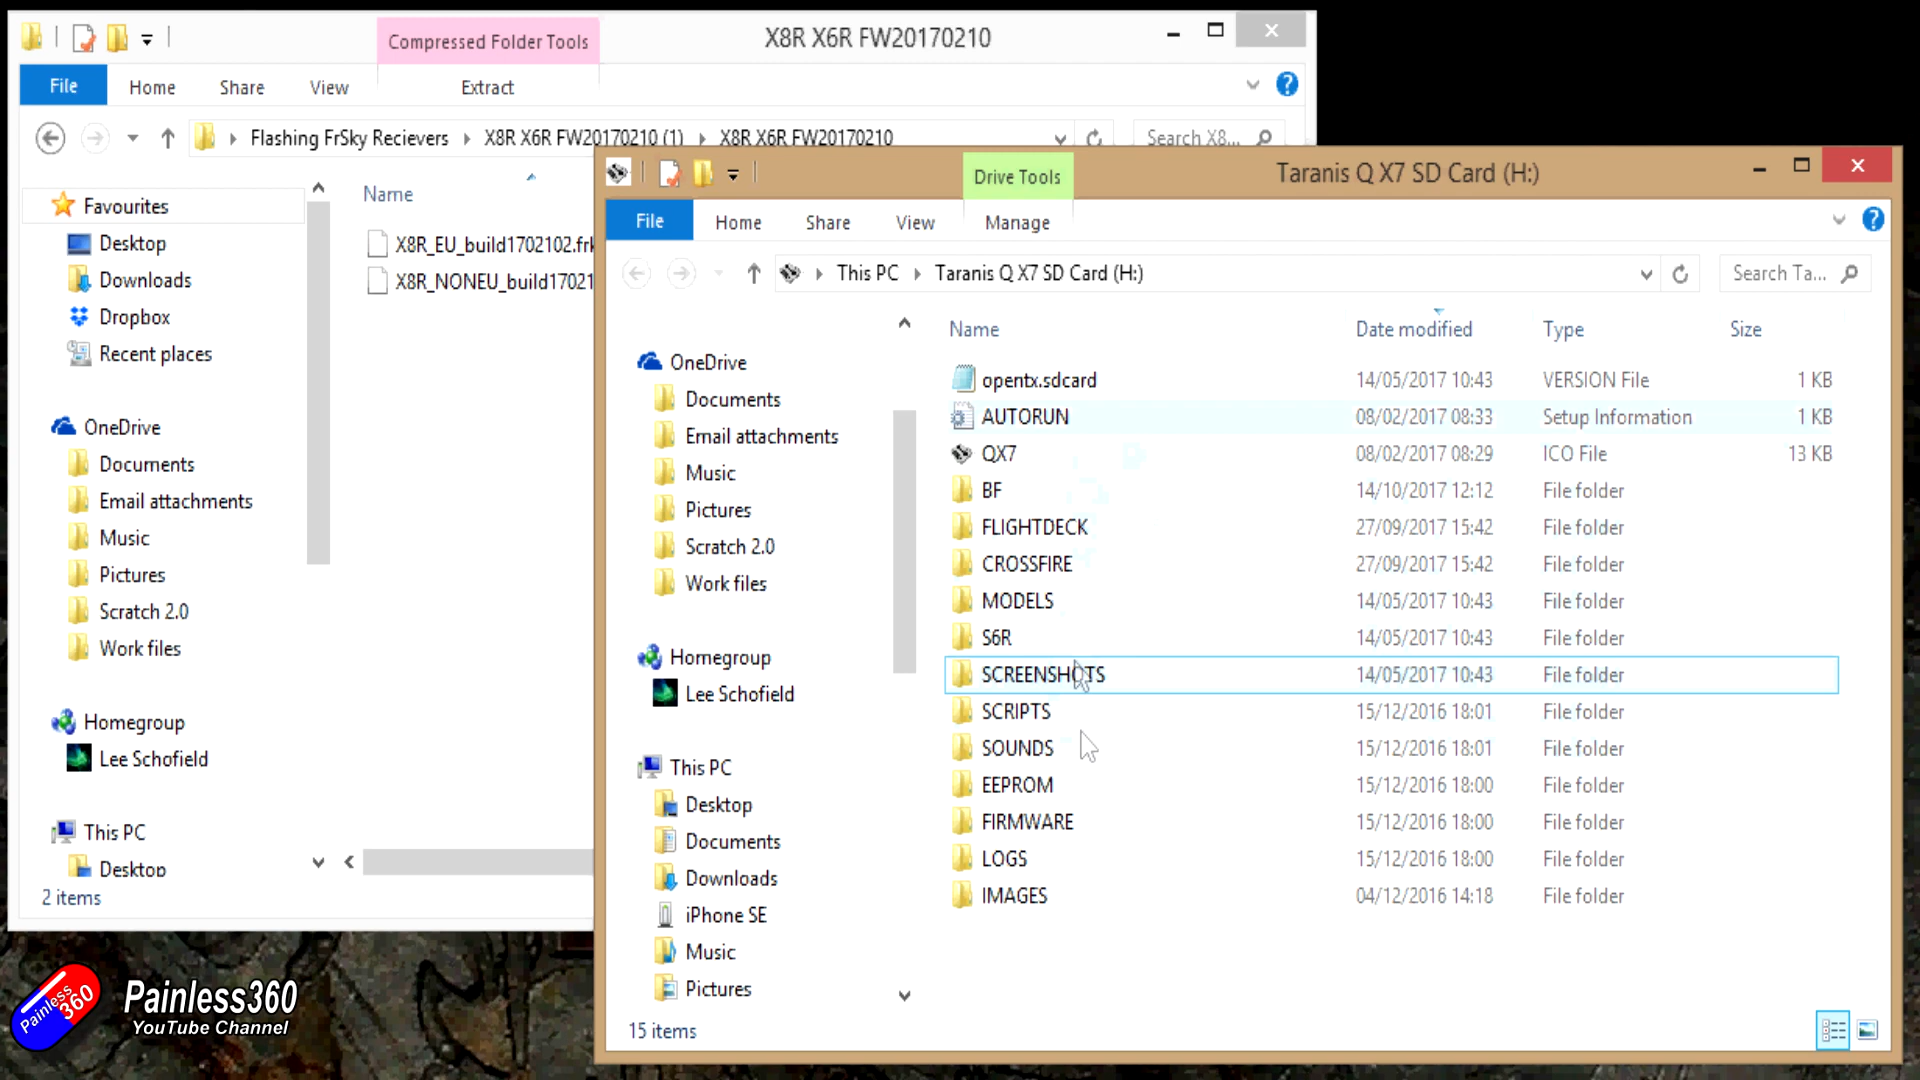 Compressed Folder Tools
X8R X6R FW20170210
File
Home
Share
View
Extract
Flashing FrSky Recievers
X8R X6R FW20170210 (1)
X8R X6R FW20170210
Search X8...
Favourites
Desktop
Downloads
Dropbox
Recent places
OneDrive
Documents
Email attachments
Music
Pictures
Scratch 2.0
Work files
Homegroup
Lee Schofield
This PC
Desktop
2 items
Name
X8R_EU_build1702102.frk
X8R_NONEU_build17021
Drive Tools
Taranis Q X7 SD Card (H:)
File
Home
Share
View
Manage
This PC
Taranis Q X7 SD Card (H:)
Search Ta...
OneDrive
Documents
Email attachments
Music
Pictures
Scratch 2.0
Work files
Homegroup
Lee Schofield
This PC
Desktop
Documents
Downloads
iPhone SE
Music
Pictures
15 items
Name Date modified Type Size
opentx.sdcard 14/05/2017 10:43 VERSION File 1 KB
AUTORUN 08/02/2017 08:33 Setup Information 1 KB
QX7 08/02/2017 08:29 ICO File 13 KB
BF 14/10/2017 12:12 File folder
FLIGHTDECK 27/09/2017 15:42 File folder
CROSSFIRE 27/09/2017 15:42 File folder
MODELS 14/05/2017 10:43 File folder
S6R 14/05/2017 10:43 File folder
SCREENSHOTS 14/05/2017 10:43 File folder
SCRIPTS 15/12/2016 18:01 File folder
SOUNDS 15/12/2016 18:01 File folder
EEPROM 15/12/2016 18:00 File folder
FIRMWARE 15/12/2016 18:00 File folder
LOGS 15/12/2016 18:00 File folder
IMAGES 04/12/2016 14:18 File folder
Painless
360
Painless360
YouTube Channel